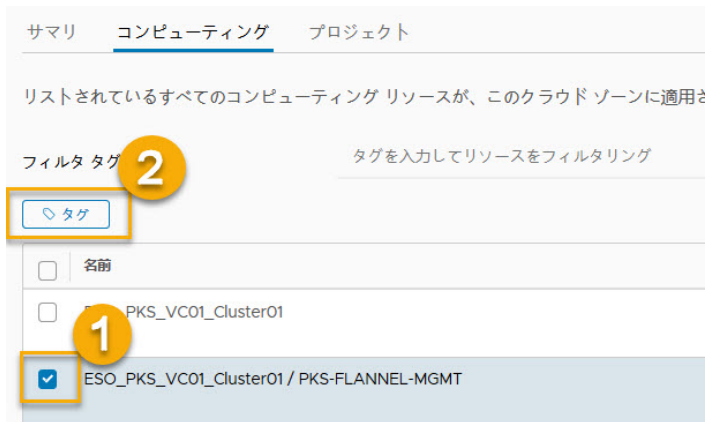 サマリ コンピューティング プロジェクト
リストされているすべてのコンピューティング リソースが、このクラウド ゾーンに適用
フィルタ タグ タグを入力してリソースをフィルタリング
2
タグ
名前
PKS_VC01_Cluster01
1
ESO_PKS_VC01_Cluster01 / PKS-FLANNEL-MGMT